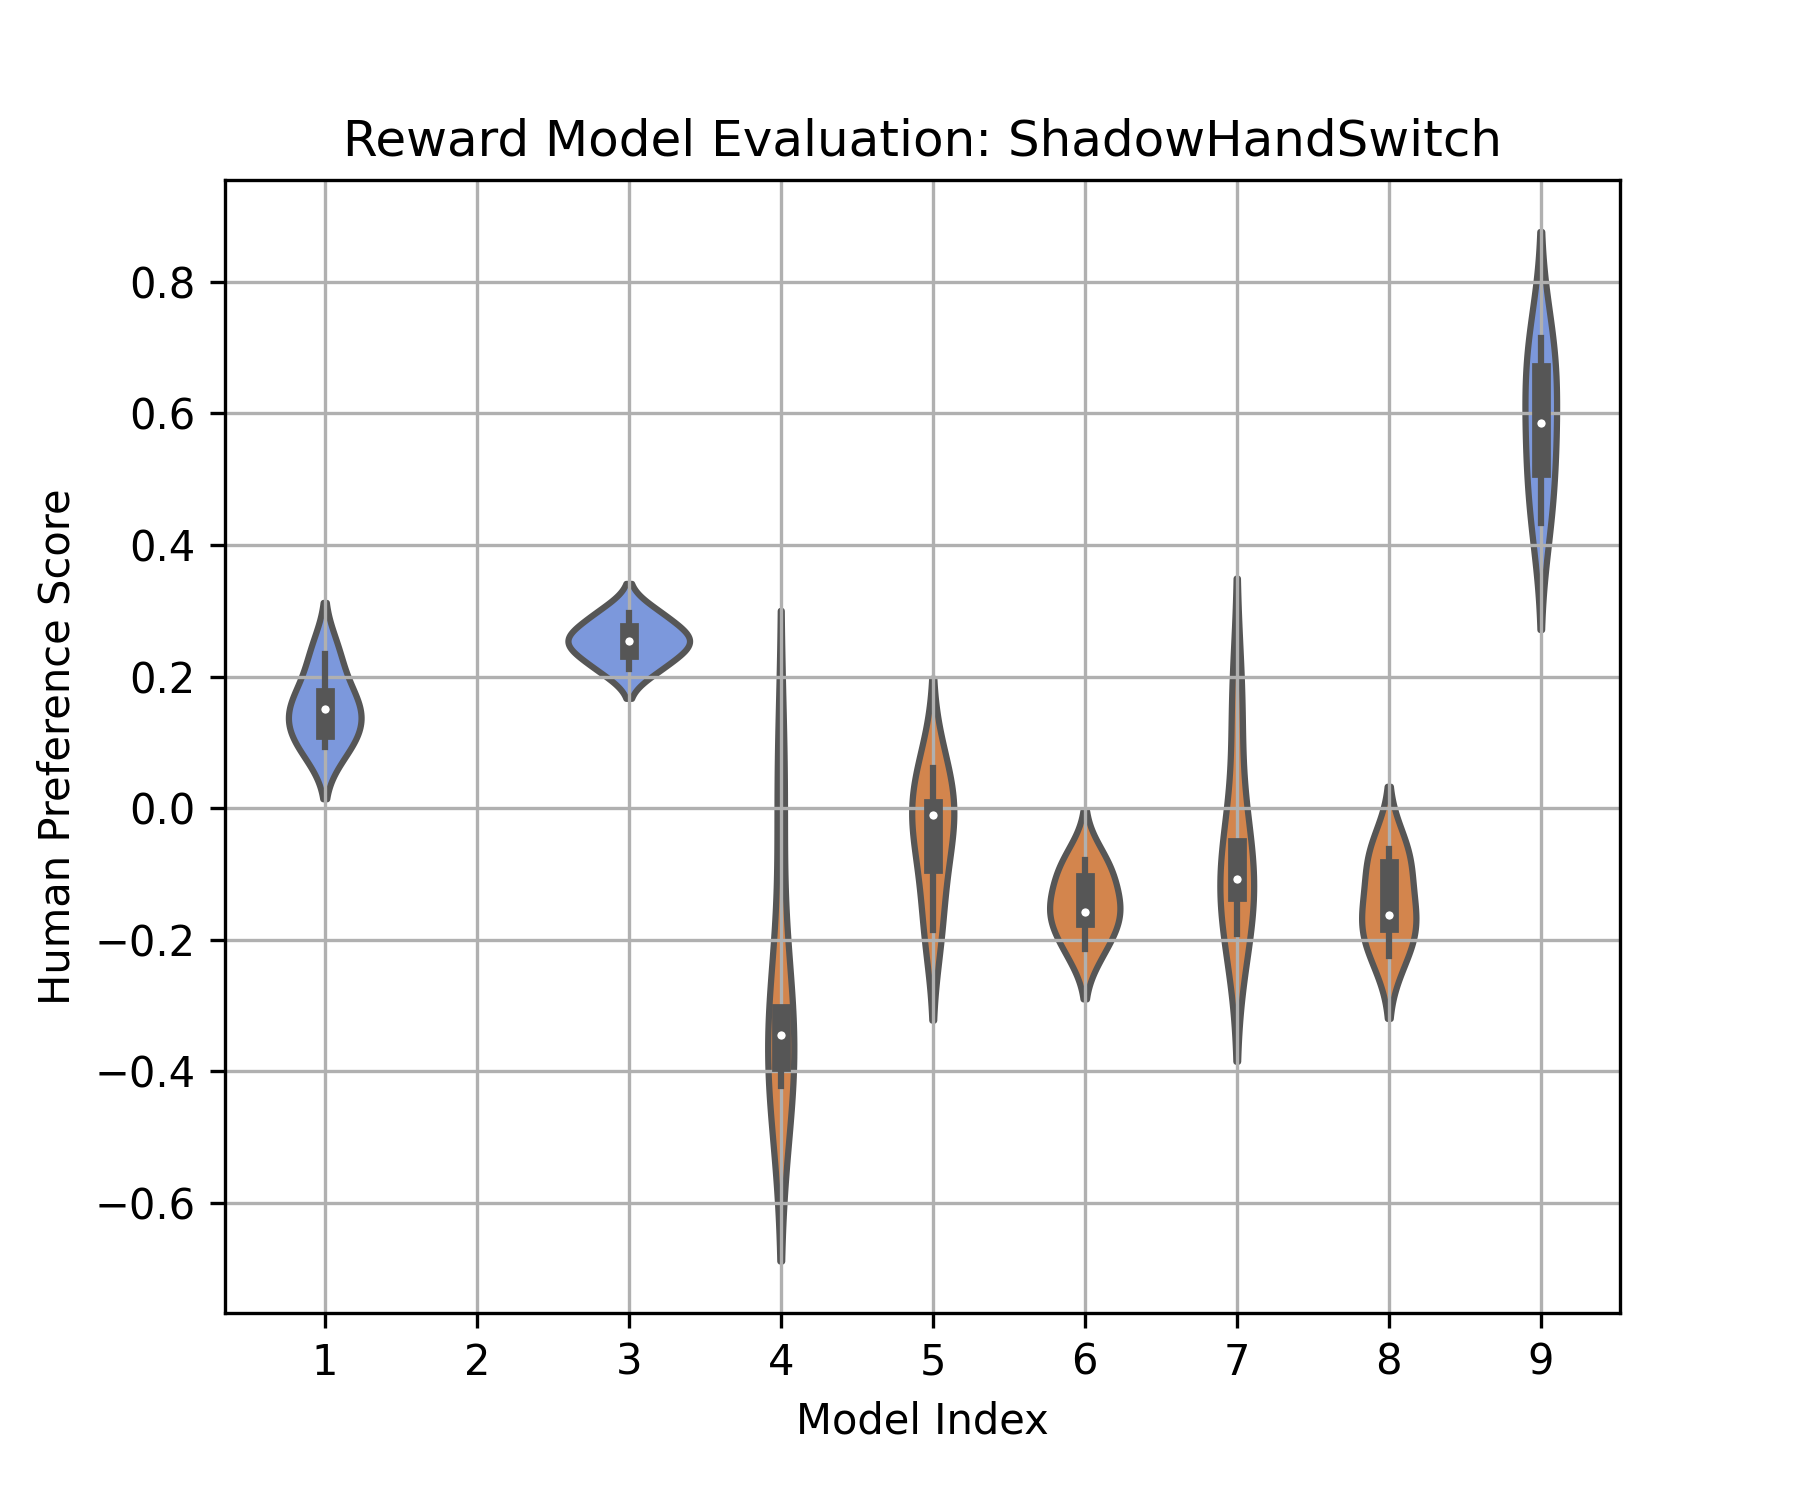 Reward Model Evaluation: ShadowHandSwitch
Human Preference Score
0.8
0.6
0.4
0.2
0.0
−0.2
−0.4
−0.6
1 2 3 4 5 6 7 8 9
Model Index